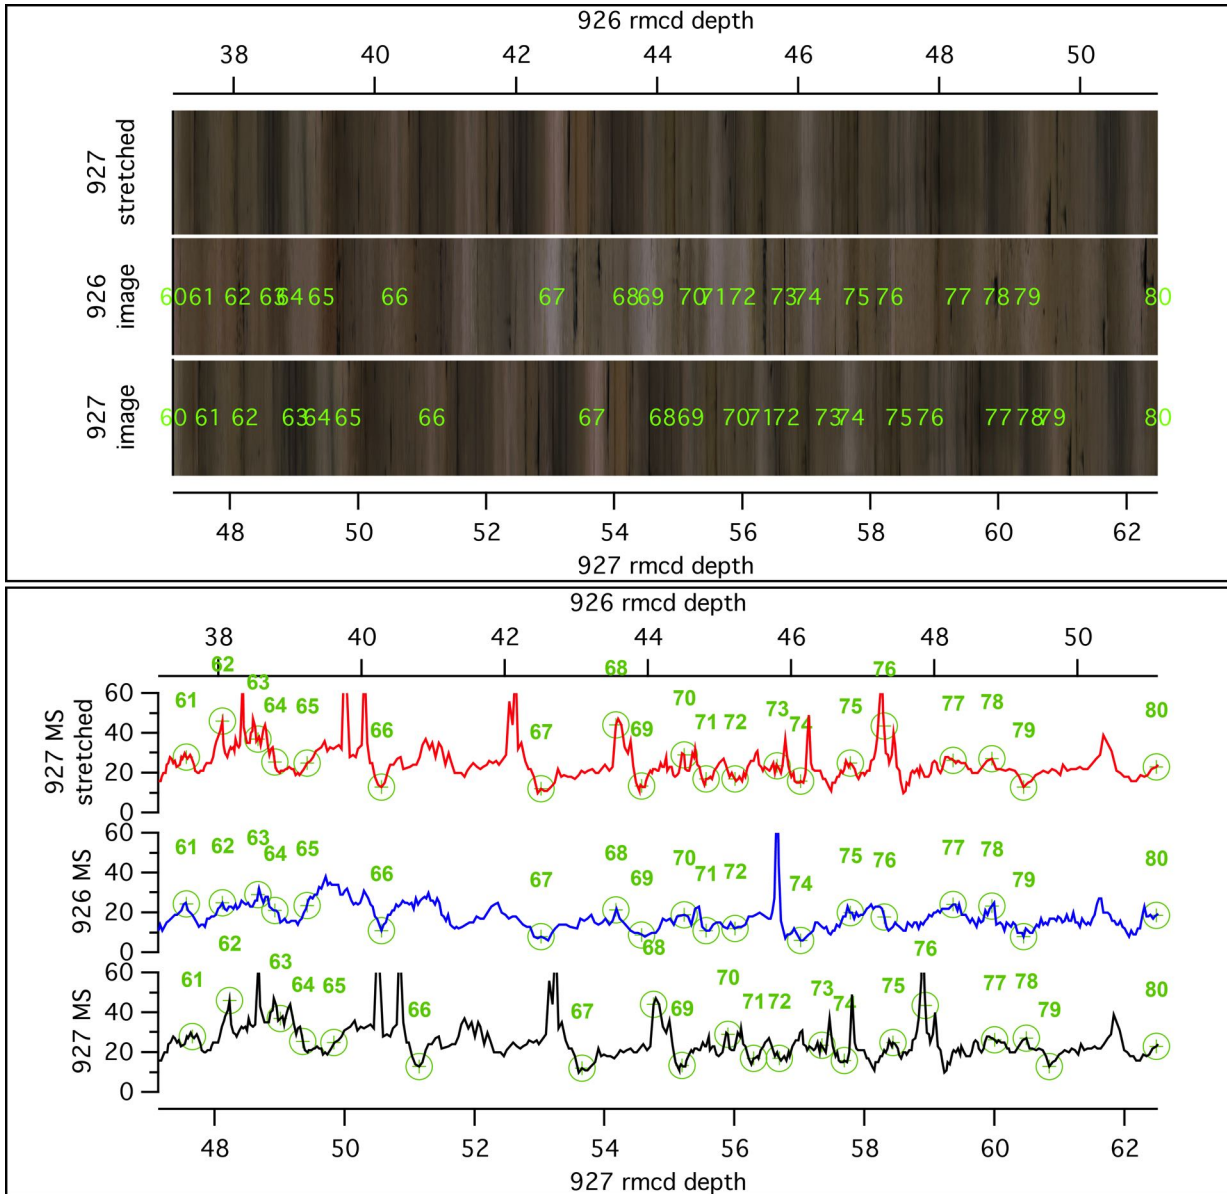 926 rmcd depth
38 40 42 44 46 48 50
927 stretched
926 image
60 61 62 63 64 65 66 67 68 69 70 71 72 73 74 75 76 77 78 79 80
927 image
60 61 62 63 64 65 66 67 68 69 70 71 72 73 74 75 76 77 78 79 80
48 50 52 54 56 58 60 62
927 rmcd depth
926 rmcd depth
38 40 42 44 46 48 50
927 MS stretched
60
40
20
0
61 62 63 64 65 66 67 68 69 70 71 72 73 74 75 76 77 78 79 80
926 MS
60
40
20
0
61 62 63 64 65 66 67 68 69 70 71 72 74 75 76 77 78 79 80
927 MS
60
40
20
0
61 62 63 64 65 66 67 68 69 70 71 72 73 74 75 76 77 78 79 80
48 50 52 54 56 58 60 62
927 rmcd depth